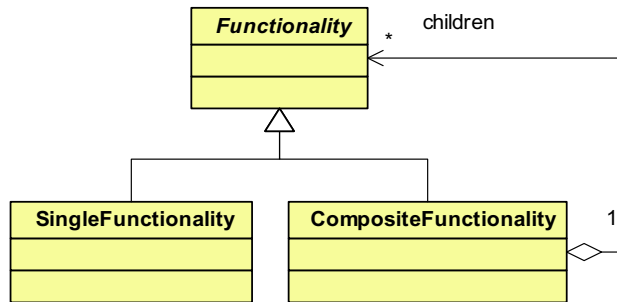 Functionality
children
*
SingleFunctionality
CompositeFunctionality
1